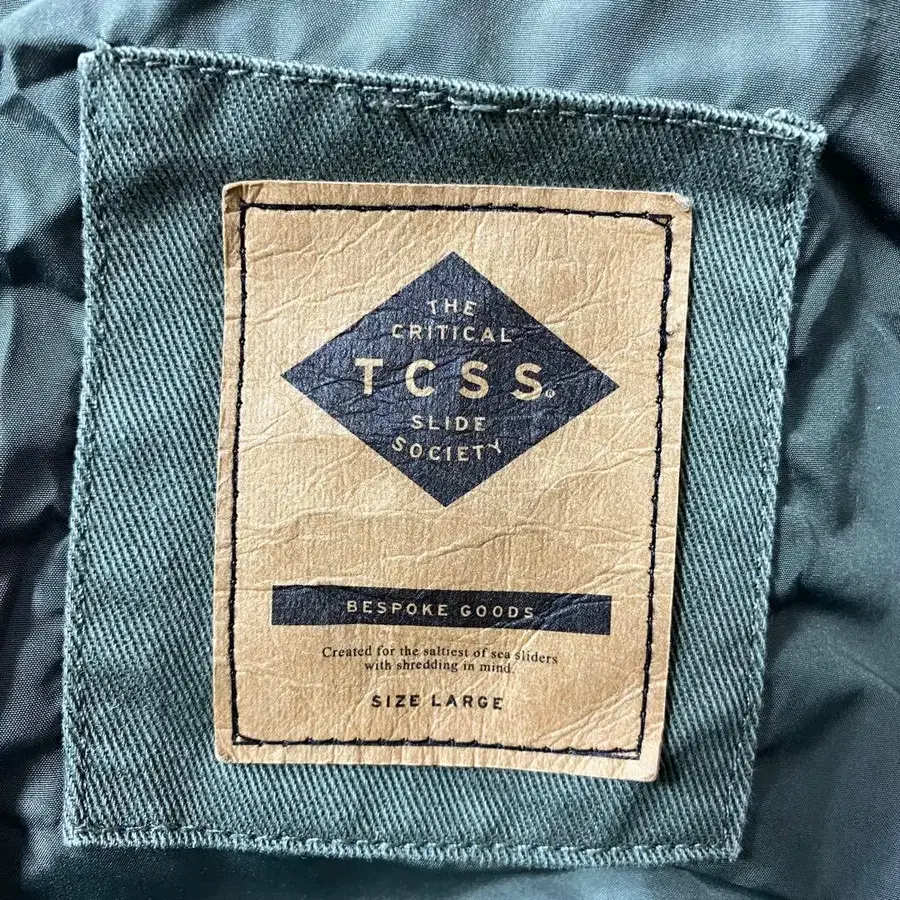 THE
CRITICAL
TCSS®
SLIDE
SOCIETY
BESPOKE GOODS
Created for the saltiest of sea sliders
with shredding in mind.
SIZE LARGE